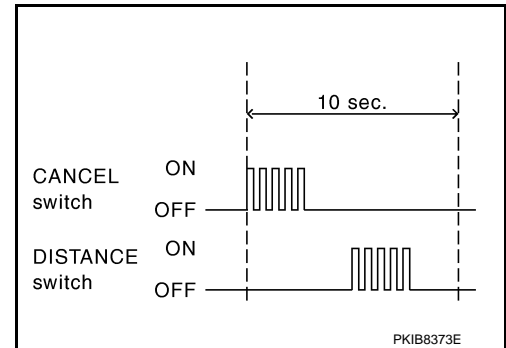 10 sec.
CANCEL switch
ON
OFF
DISTANCE switch
ON
OFF
PKIB8373E